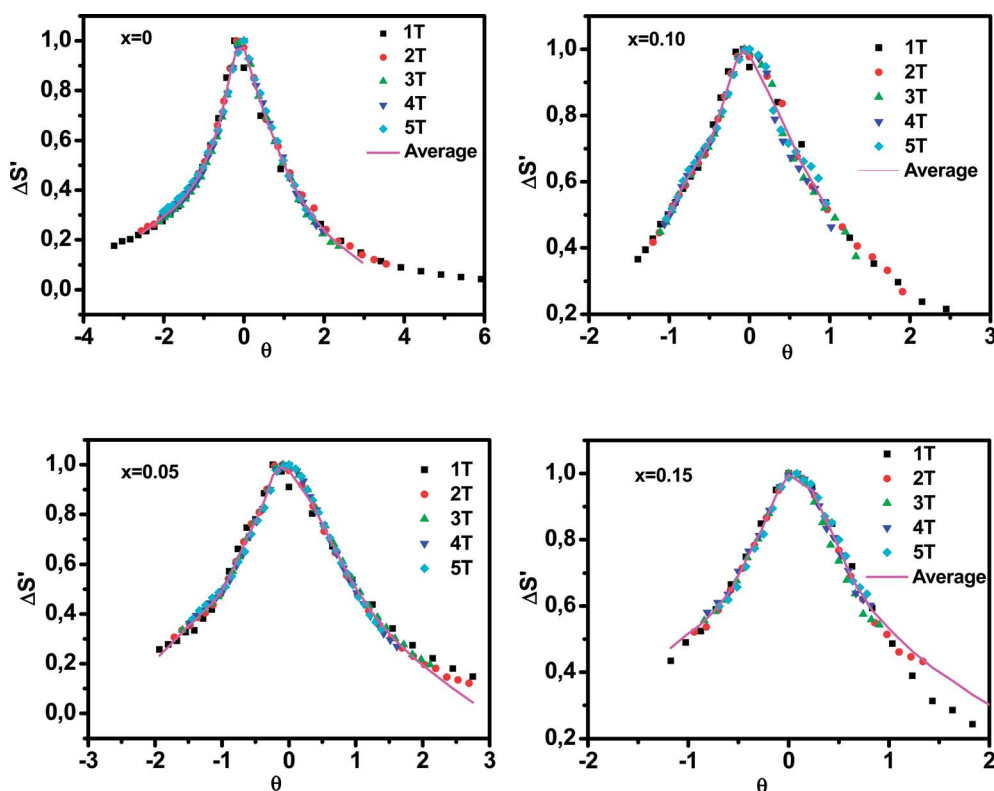 x=0
1T
2T
3T
4T
5T
Average
ΔS'
1,0
0,8
0,6
0,4
0,2
0,0
-4 -2 0 2 4 6
θ
x=0.10
1T
2T
3T
4T
5T
Average
ΔS'
1,0
0,8
0,6
0,4
0,2
-2 -1 0 1 2 3
θ
x=0.05
1T
2T
3T
4T
5T
Average
ΔS'
1,0
0,8
0,6
0,4
0,2
0,0
-3 -2 -1 0 1 2 3
θ
x=0.15
1T
2T
3T
4T
5T
Average
ΔS'
1,0
0,8
0,6
0,4
0,2
-2 -1 0 1 2
θ